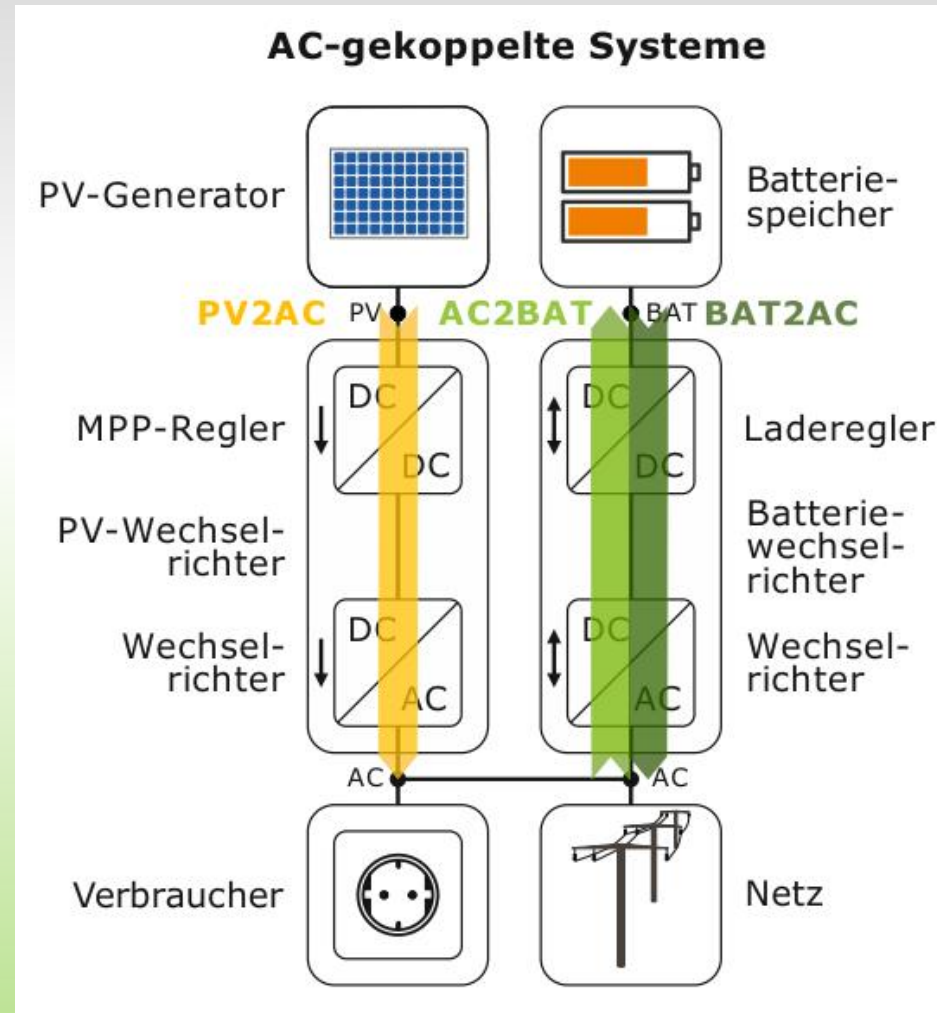 AC-gekoppelte Systeme
PV-Generator
Batterie-
speicher
PV2AC PV AC2BAT BAT BAT2AC
DC
DC
DC
DC
MPP-Regler
Laderegler
PV-Wechsel-
richter
Batterie-
wechsel-
richter
DC
AC
DC
AC
Wechsel-
richter
Wechsel-
richter
AC
AC
Verbraucher
Netz